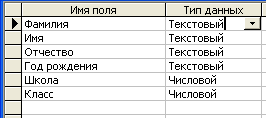 Имя поля Тип данных
Фамилия Текстовый
Имя Текстовый
Отчество Текстовый
Год рождения Текстовый
Школа Числовой
Класс Числовой